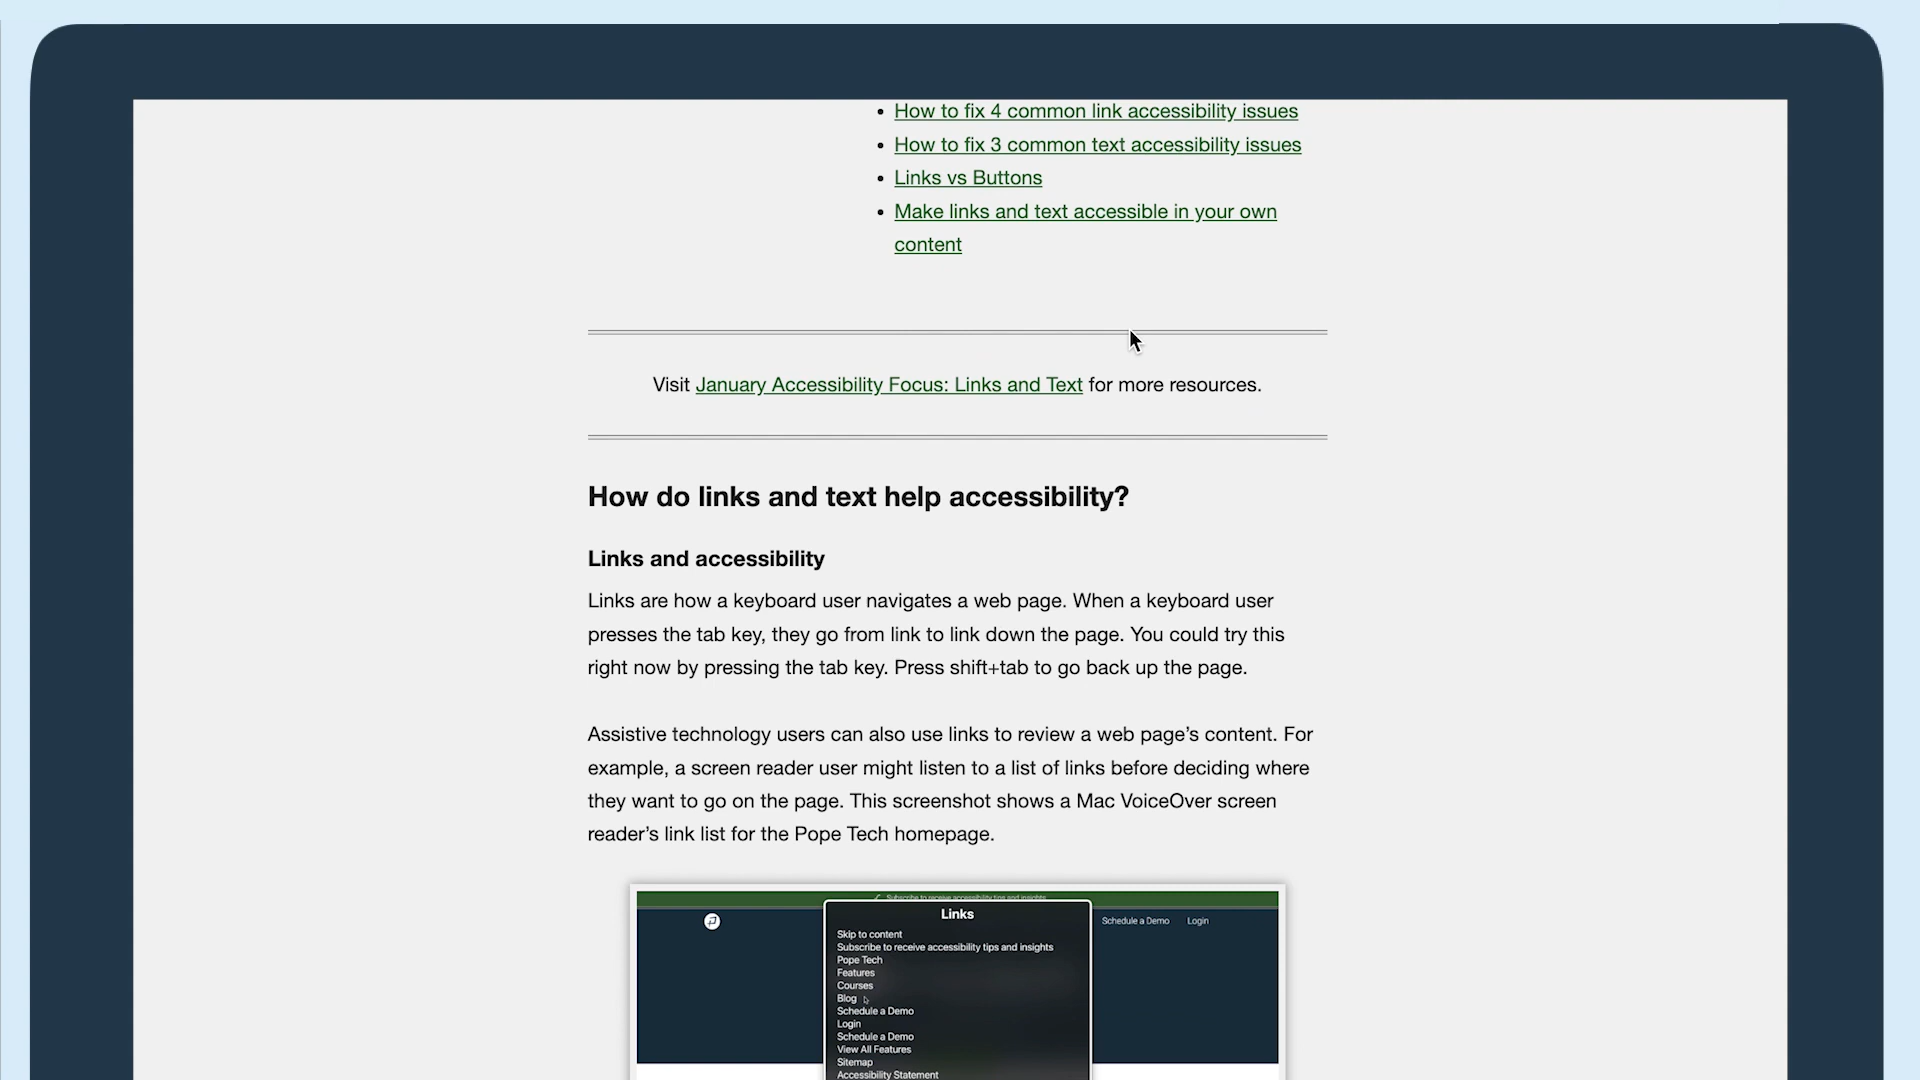 How to fix 4 common link accessibility issues
How to fix 3 common text accessibility issues
Links vs Buttons
Make links and text accessible in your own
content
Visit January Accessibility Focus: Links and Text for more resources.
How do links and text help accessibility?
Links and accessibility
Links are how a keyboard user navigates a web page. When a keyboard user
presses the tab key, they go from link to link down the page. You could try this
right now by pressing the tab key. Press shift+tab to go back up the page.
Assistive technology users can also use links to review a web page’s content. For
example, a screen reader user might listen to a list of links before deciding where
they want to go on the page. This screenshot shows a Mac VoiceOver screen
reader’s link list for the Pope Tech homepage.
Subscribe to receive accessibility tips and insights
Schedule a Demo Login
Links
Skip to content
Subscribe to receive accessibility tips and insights
Pope Tech
Features
Courses
Blog
Schedule a Demo
Login
Schedule a Demo
View All Features
Sitemap
Accessibility Statement